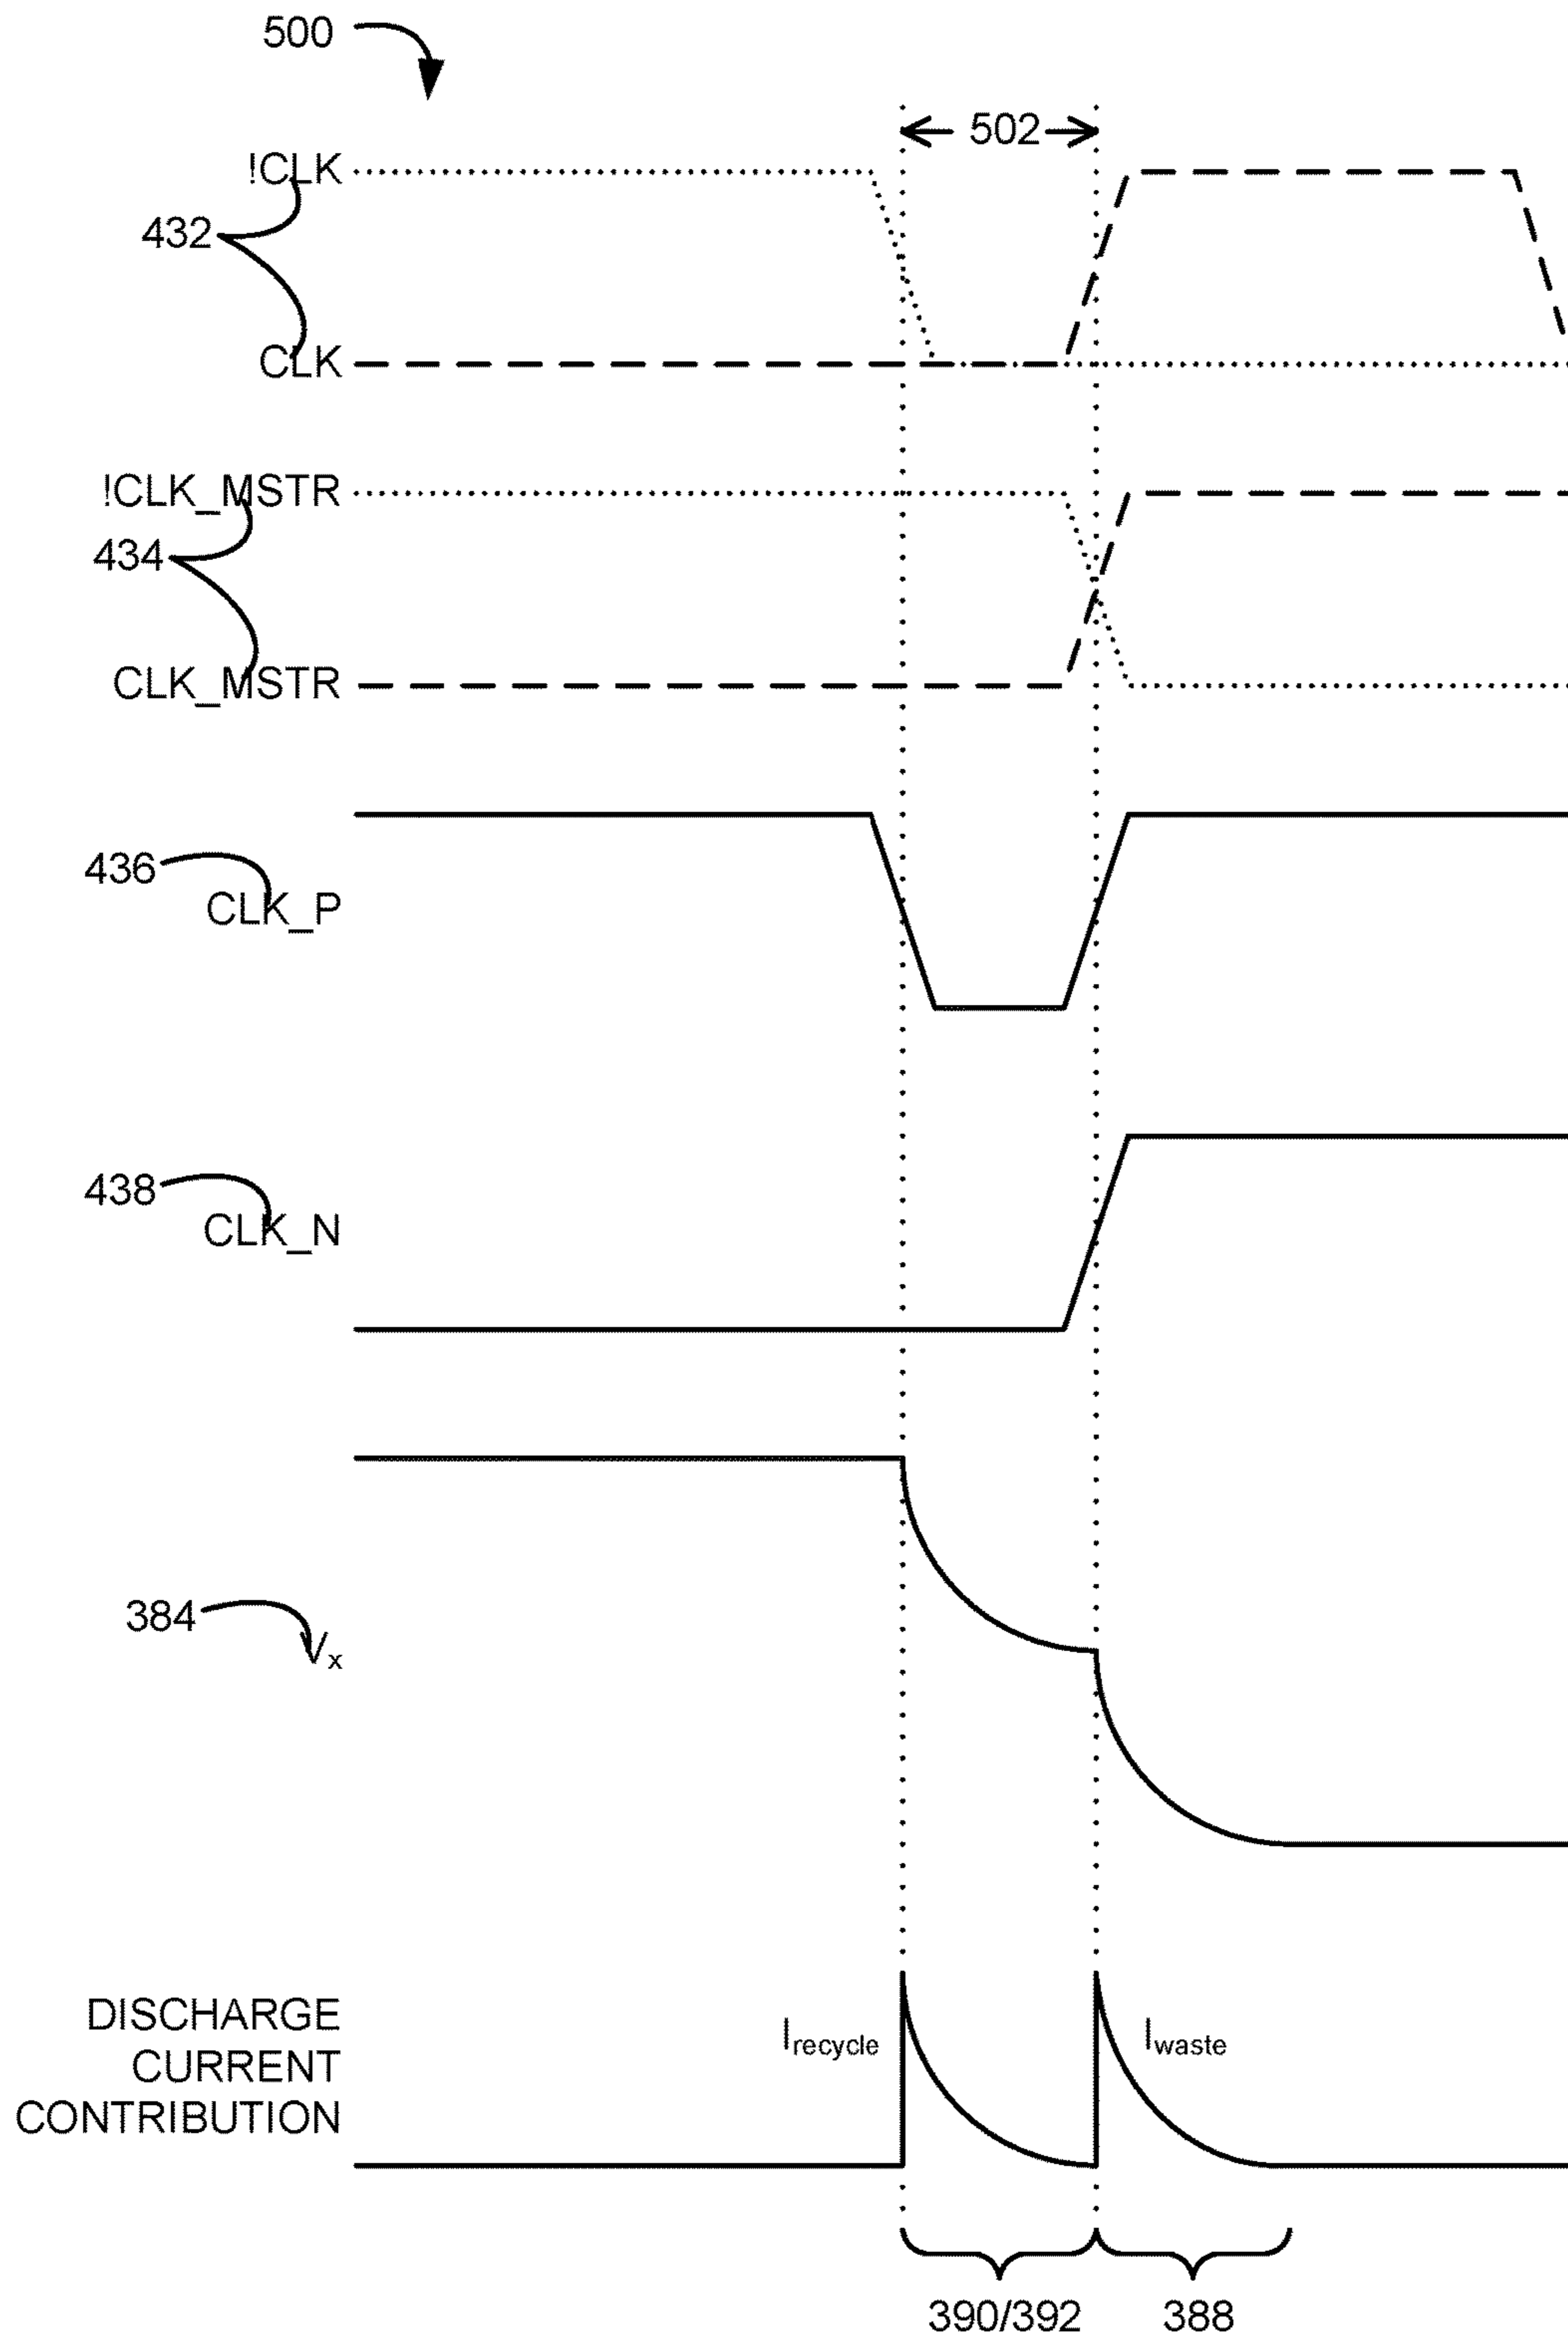 500
502
!CLK
432
CLK
!CLK_MSTR
434
CLK_MSTR
436
CLK_P
438
CLK_N
384
Vx
DISCHARGE
CURRENT
CONTRIBUTION
Irecycle
Iwaste
390/392
388